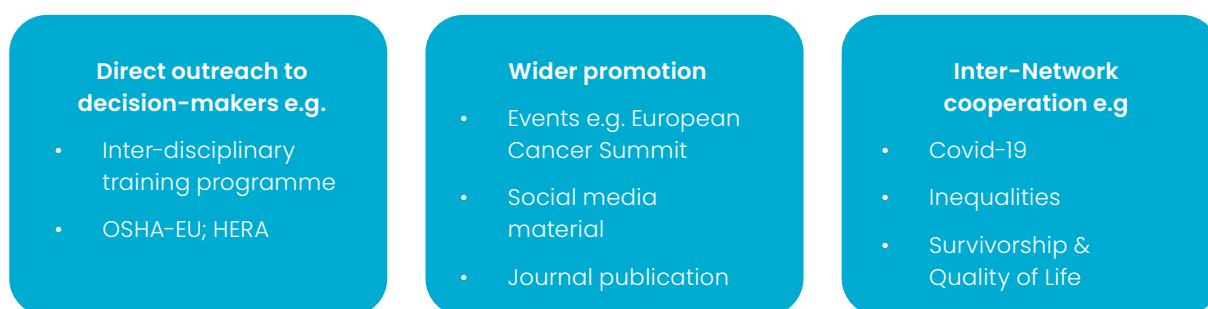 Direct outreach to
decision-makers e.g.
• Inter-disciplinary
training programme
• OSHA-EU; HERA
Wider promotion
• Events e.g. European
Cancer Summit
• Social media
material
• Journal publication
Inter-Network
cooperation e.g
• Covid-19
• Inequalities
• Survivorship &
Quality of Life